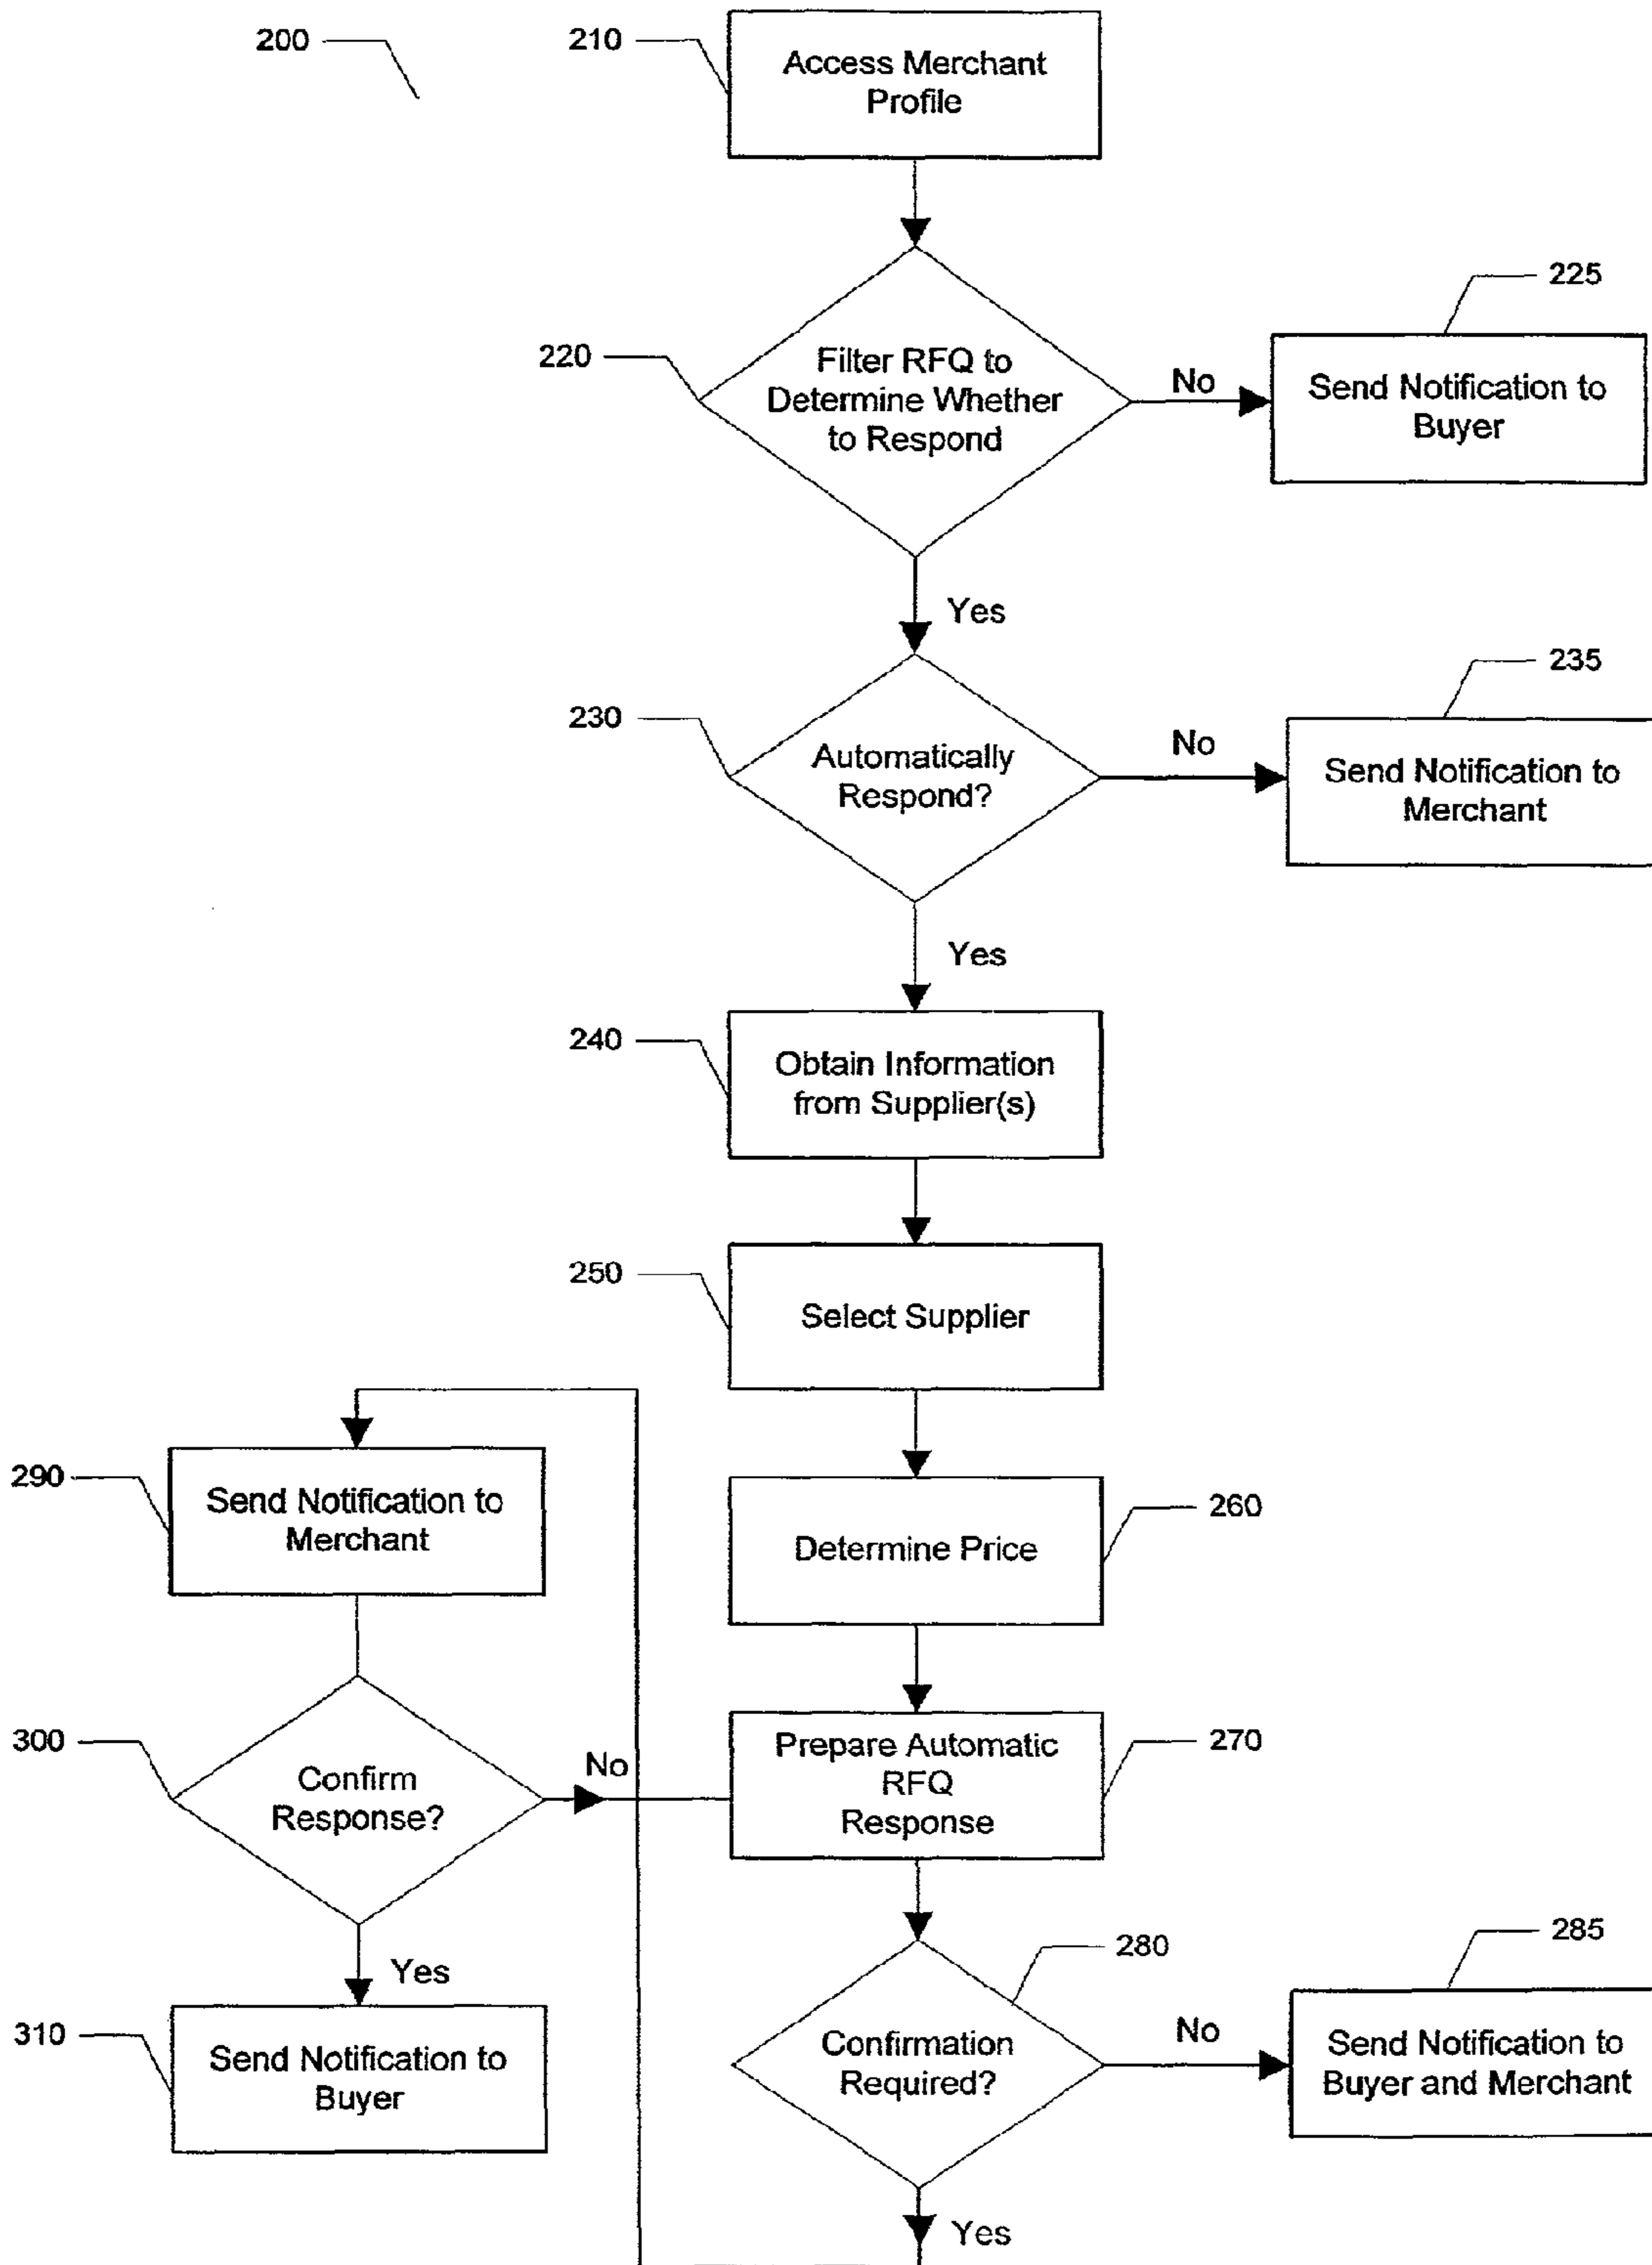 200
210
Access Merchant
Profile
220
Filter RFQ to
Determine Whether
to Respond
No
225
Send Notification to
Buyer
Yes
230
Automatically
Respond?
No
235
Send Notification to
Merchant
Yes
240
Obtain Information
from Supplier(s)
250
Select Supplier
260
Determine Price
270
Prepare Automatic
RFQ
Response
280
Confirmation
Required?
No
285
Send Notification to
Buyer and Merchant
Yes
290
Send Notification to
Merchant
300
Confirm
Response?
No
Yes
310
Send Notification to
Buyer